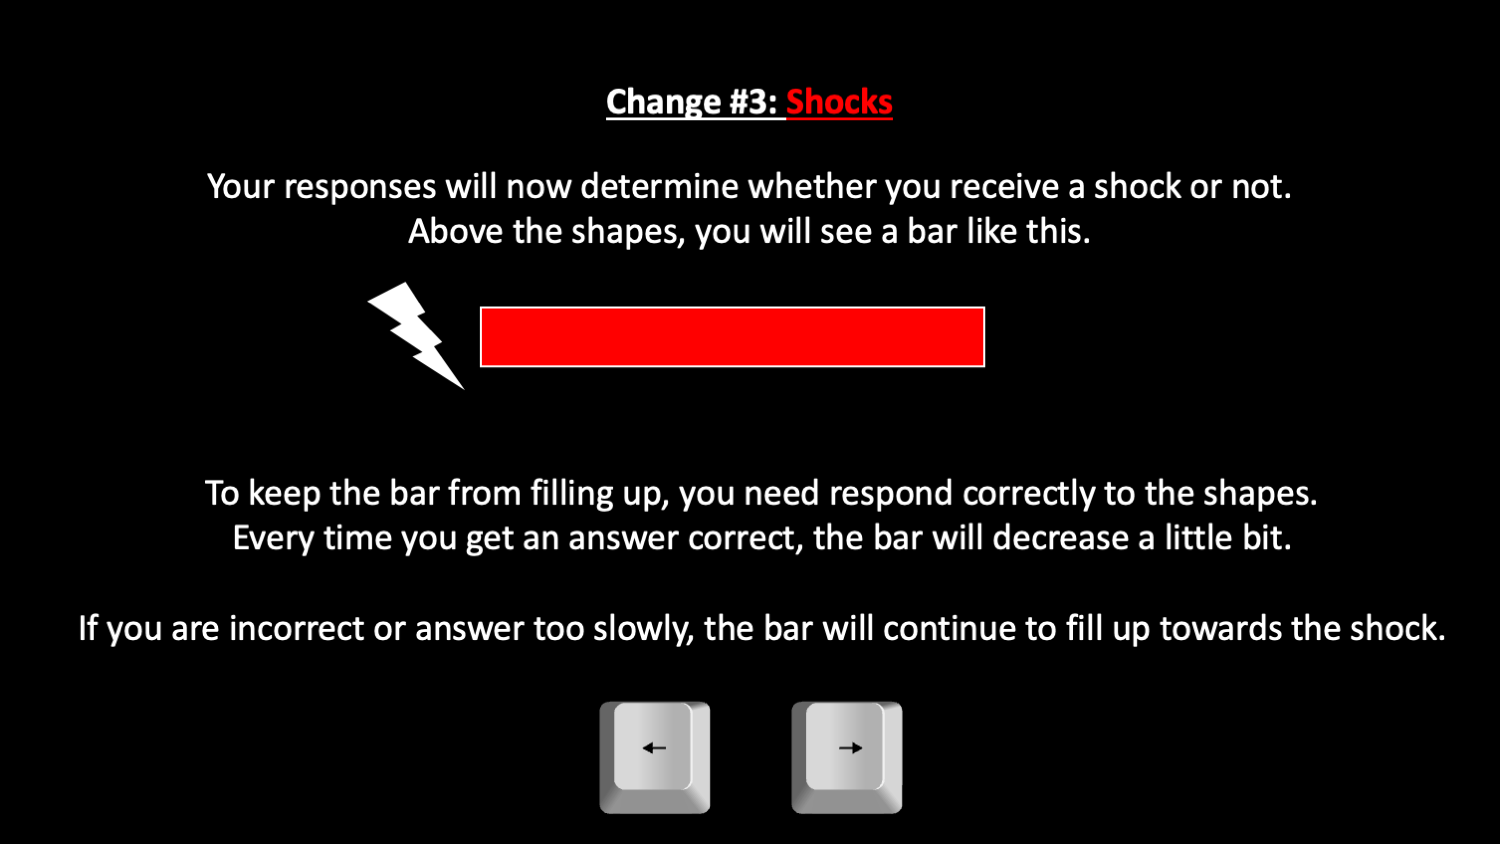 Change #3: Shocks
Your responses will now determine whether you receive a shock or not.
Above the shapes, you will see a bar like this.
To keep the bar from filling up, you need respond correctly to the shapes.
Every time you get an answer correct, the bar will decrease a little bit.
If you are incorrect or answer too slowly, the bar will continue to fill up towards the shock.
← →